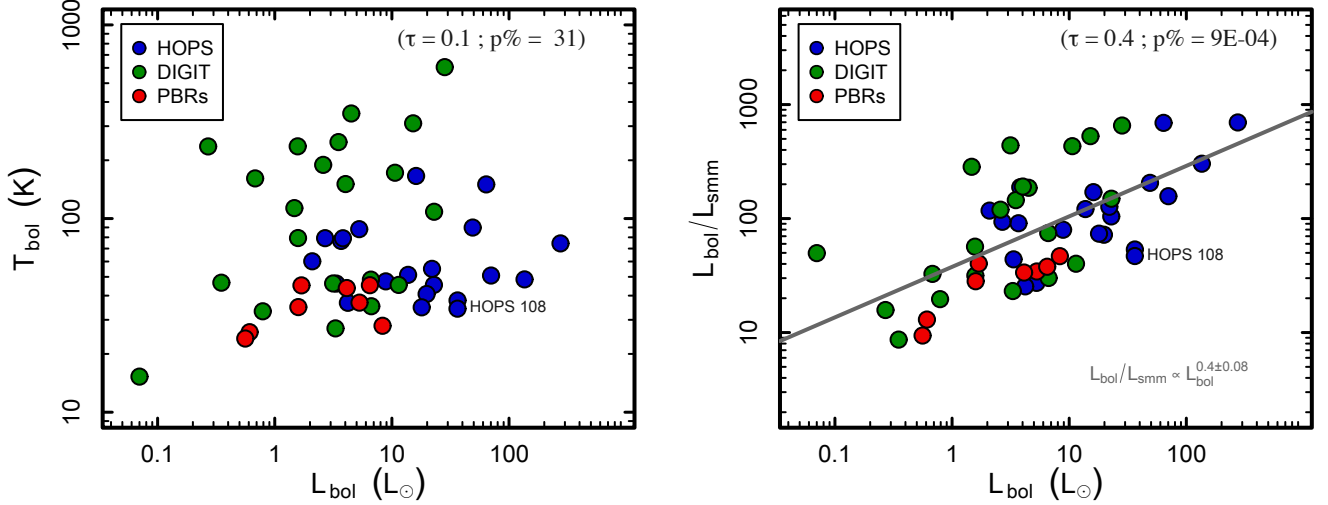 (τ = 0.1 ; p% = 31)
HOPS
DIGIT
PBRs
1000
100
10
T_bol (K)
HOPS 108
0.1 1 10 100
L_bol (L_⊙)
(τ = 0.4 ; p% = 9E-04)
HOPS
DIGIT
PBRs
1000
100
10
L_bol/L_smm
HOPS 108
L_bol/L_smm ∝ L_bol^0.4±0.08
0.1 1 10 100
L_bol (L_⊙)